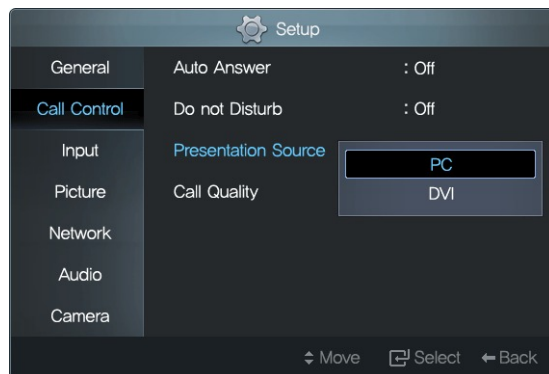 Setup
General
Auto Answer : Off
Call Control
Do not Disturb : Off
Input
Presentation Source
PC
Picture
Call Quality
DVI
Network
Audio
Camera
Move Select Back